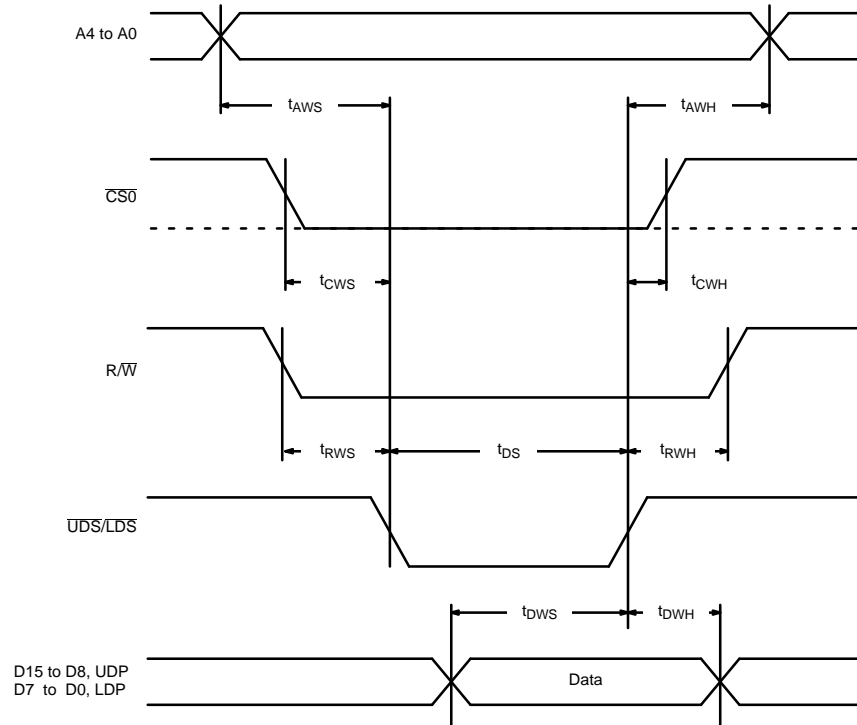 A4 to A0
tAWS tAWH
CS0
tCWS tCWH
R/W
tRWS tDS tRWH
UDS/LDS
tDWS tDWH
D15 to D8, UDP
D7 to D0, LDP
Data